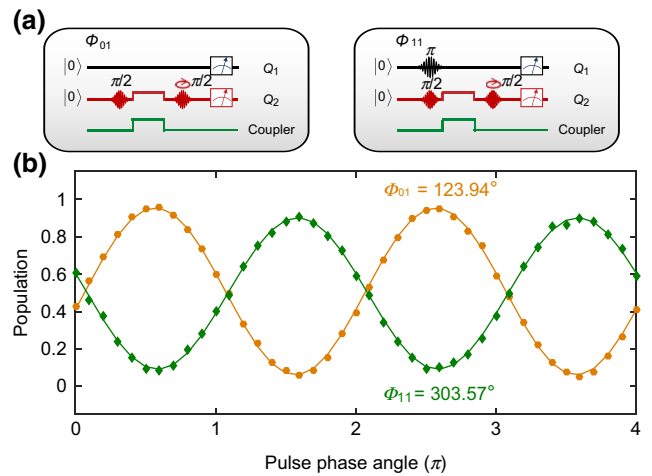 (a)
Φ01
|0⟩ Q1
π/2 π/2
|0⟩ Q2
Coupler
Φ11
π
|0⟩ Q1
π/2 π/2
|0⟩ Q2
Coupler
(b)
Φ01 = 123.94°
Φ11 = 303.57°
Population
1
0.8
0.6
0.4
0.2
0
0 1 2 3 4
Pulse phase angle (π)